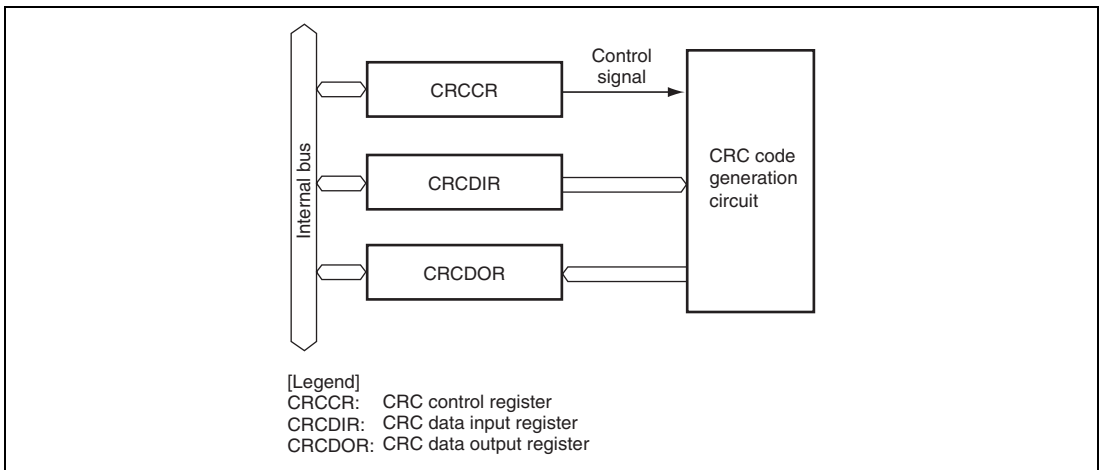 Control
signal
CRCCR
CRC code
generation
circuit
CRCDIR
Internal bus
CRCDOR
[Legend]
CRCCR: CRC control register
CRCDIR: CRC data input register
CRCDOR: CRC data output register